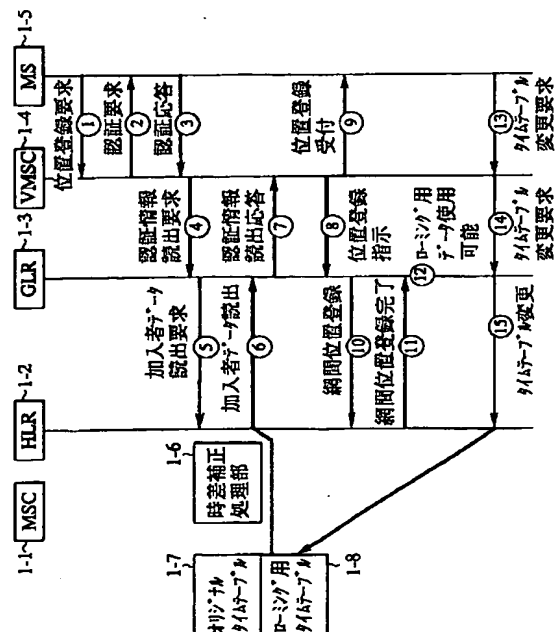 MSC
~1-1
HLR
~1-2
GLR
~1-3
VMSC
~1-4
MS
~1-5
位置登録要求
①
認証要求
②
認証応答
③
認証情報
読出要求
④
加入者データ
読出要求
⑤
加入者データ読出
⑥
認証情報
読出応答
⑦
⑧
位置登録
指示
位置登録
受付
⑨
網間位置登録
⑩
網間位置登録完了
⑪
⑫
ローミング用
データ使用
可能
⑬
タイムテーブル
変更要求
⑭
タイムテーブル
変更要求
⑮
タイムテーブル変更
1-6
時差補正
処理部
1-7
オリジナル
タイムテーブル
ローミング用
タイムテーブル
1-8